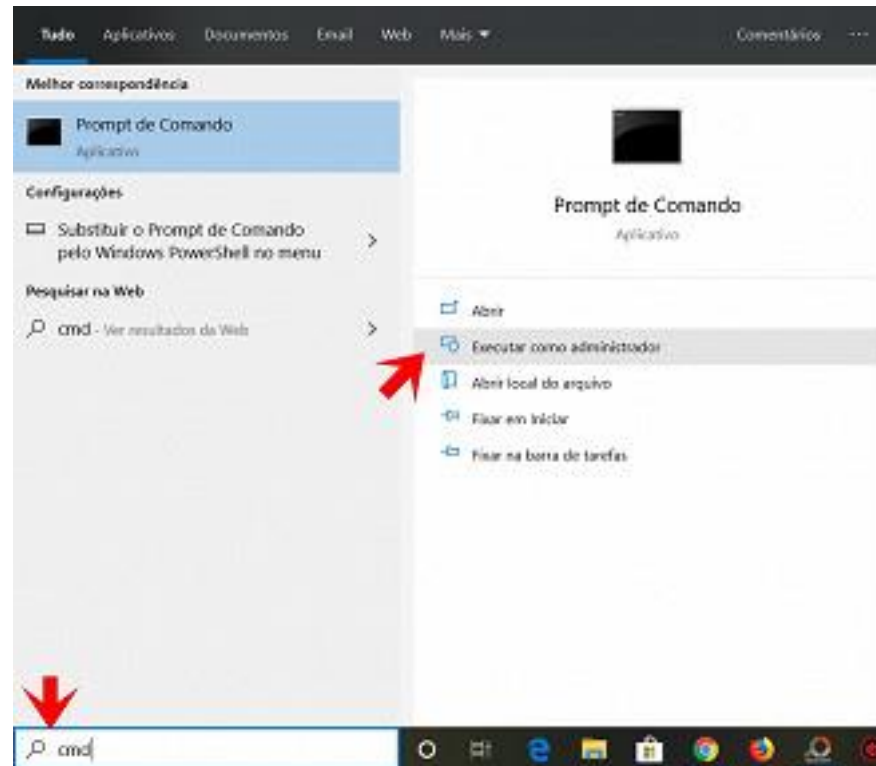 Tudo Aplicativos Documentos Email Web Mais Comentários ...
Melhor correspondência
Prompt de Comando
Aplicativo
Configurações
Substituir o Prompt de Comando
pelo Windows PowerShell no menu
Pesquisar na Web
cmd - Ver resultados da Web
Prompt de Comando
Aplicativo
Abrir
Executar como administrador
Abrir local do arquivo
Fixar em Iniciar
Fixar na barra de tarefas
cmd